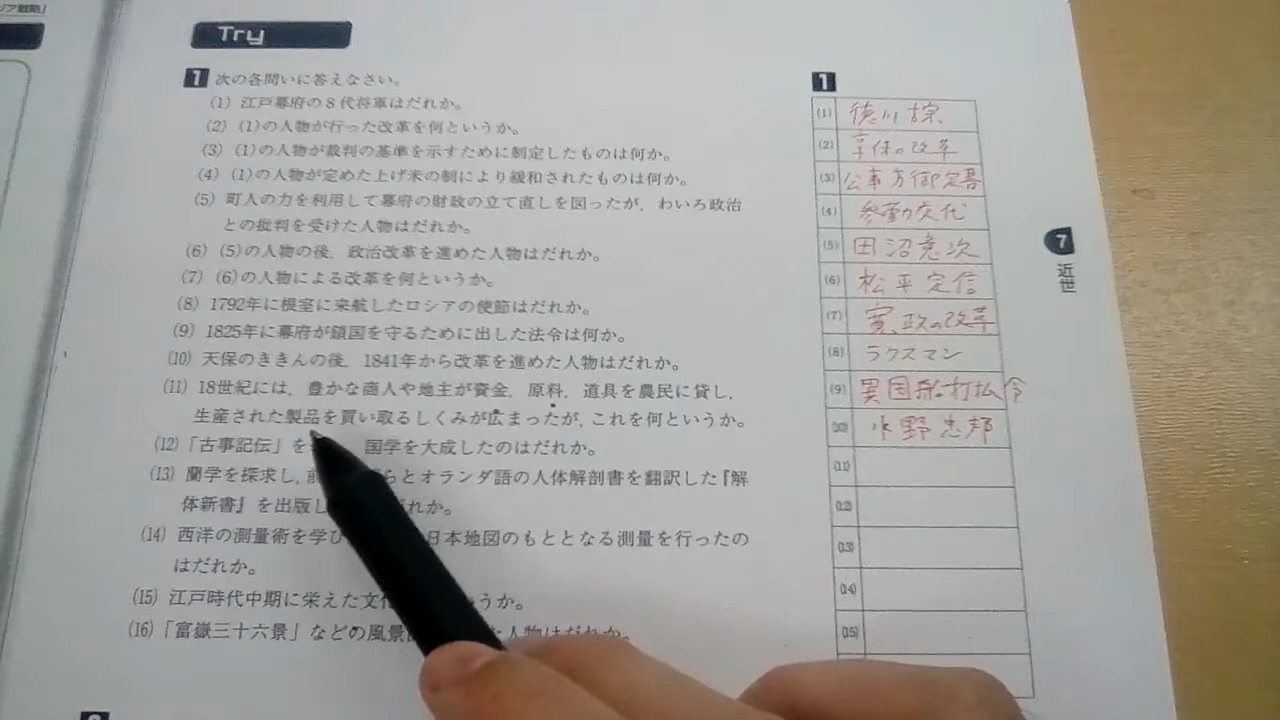 Try
1 次の各問いに答えなさい。
(1) 江戸幕府の8代将軍はだれか。
(2) (1)の人物が行った改革を何というか。
(3) (1)の人物が裁判の基準を示すために制定したものは何か。
(4) (1)の人物が定めた上げ米の制により緩和されたものは何か。
(5) 町人の力を利用して幕府の財政の立て直しを図ったが, わいろ政治
との批判を受けた人物はだれか。
(6) (5)の人物の後, 政治改革を進めた人物はだれか。
(7) (6)の人物による改革を何というか。
(8) 1792年に根室に来航したロシアの使節はだれか。
(9) 1825年に幕府が鎖国を守るために出した法令は何か。
(10) 天保のききんの後, 1841年から改革を進めた人物はだれか。
(11) 18世紀には, 豊かな商人や地主が資金, 原料, 道具を農民に貸し,
生産された製品を買い取るしくみが広まったが, これを何というか。
(12) 「古事記伝」を 国学を大成したのはだれか。
(13) 蘭学を探求し, 前 らとオランダ語の人体解剖書を翻訳した『解
体新書』を出版し れか。
(14) 西洋の測量術を学び 日本地図のもととなる測量を行ったの
はだれか。
(15) 江戸時代中期に栄えた文 うか。
(16) 「富嶽三十六景」などの風景 た人物はだれか。
1
(1) 徳川吉宗
(2) 享保の改革
(3) 公事方御定書
(4) 参勤交代
(5) 田沼意次
(6) 松平定信
(7) 寛政の改革
(8) ラクスマン
(9) 異国船打払令
(10) 水野忠邦
(11)
(12)
(13)
(14)
(15)
7
近世